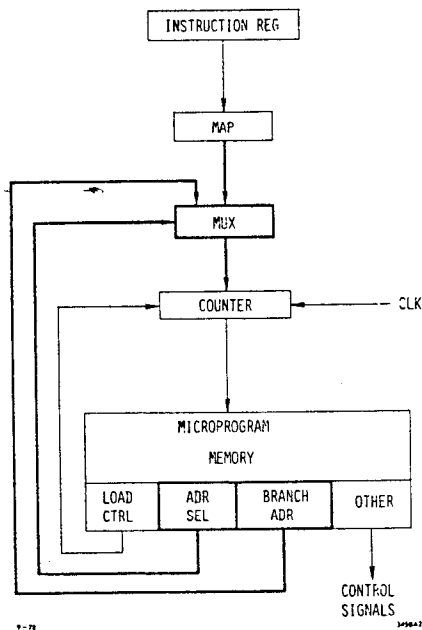 INSTRUCTION REG
MAP
MUX
COUNTER
CLK
MICROPROGRAM
MEMORY
LOAD
CTRL
ADR
SEL
BRANCH
ADR
OTHER
CONTROL
SIGNALS
9-78